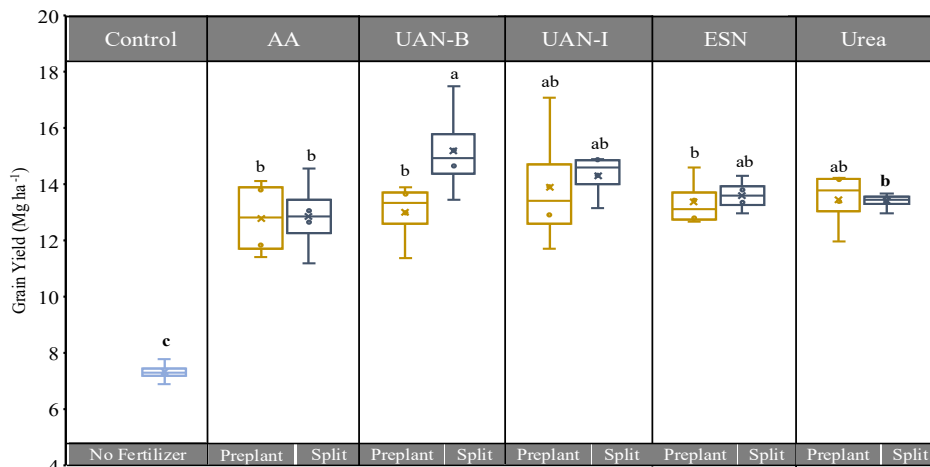 20
Control AA UAN-B UAN-I ESN Urea
18
a
ab
16
ab
b b b b ab ab b
14
12
10
Grain Yield (Mg ha⁻¹)
c
8
6
No Fertilizer Preplant Split Preplant Split Preplant Split Preplant Split Preplant Split
4